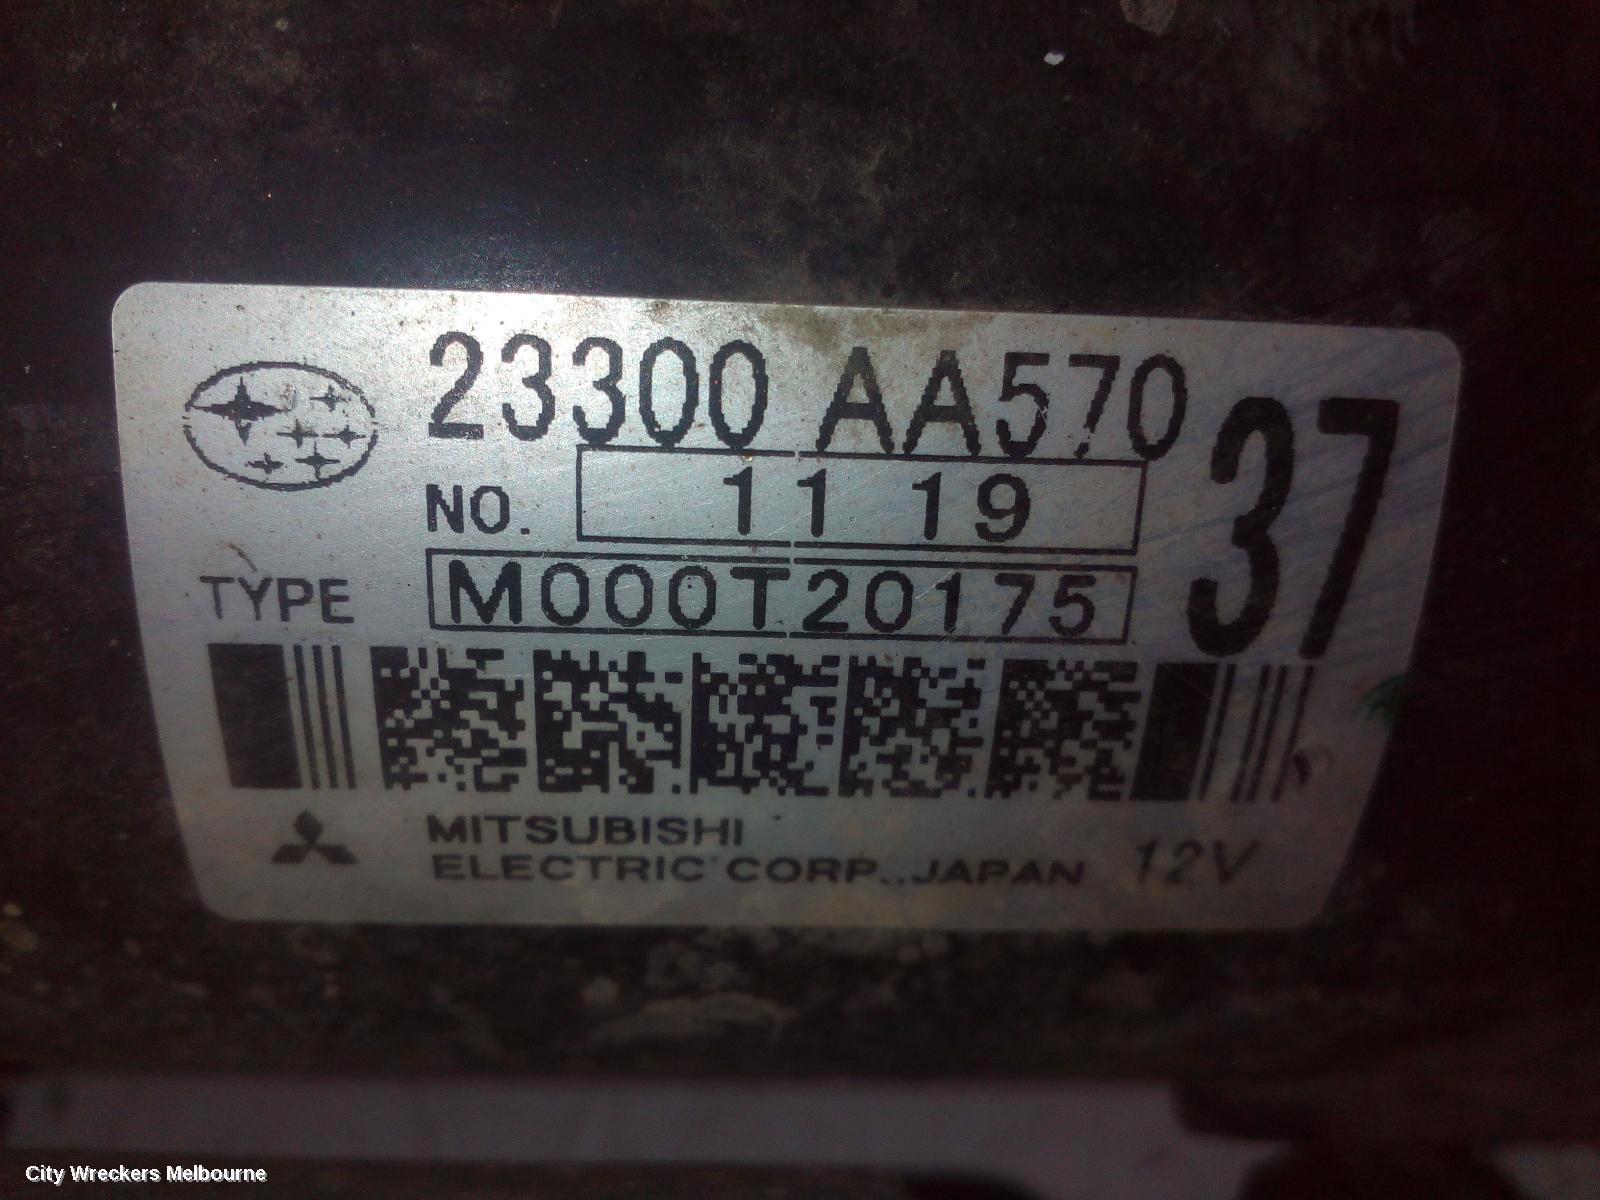 23300 AA570
37
NO. 11 19
TYPE M000T20175
MITSUBISHI
ELECTRIC CORP., JAPAN 12V
City Wreckers Melbourne